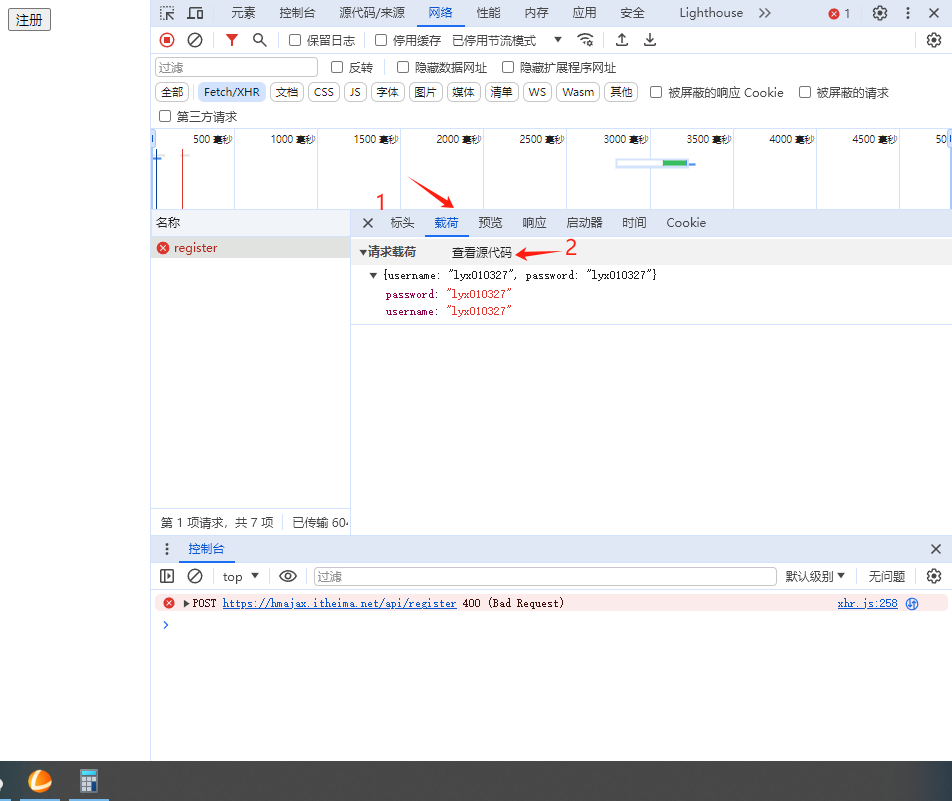 注册
元素 控制台 源代码/来源 网络 性能 内存 应用 安全 Lighthouse 1
保留日志 停用缓存 已停用节流模式
过滤 反转 隐藏数据网址 隐藏扩展程序网址
全部 Fetch/XHR 文档 CSS JS 字体 图片 媒体 清单 WS Wasm 其他 被屏蔽的响应 Cookie 被屏蔽的请求
第三方请求
500 毫秒 1000 毫秒 1500 毫秒 2000 毫秒 2500 毫秒 3000 毫秒 3500 毫秒 4000 毫秒 4500 毫秒
1
名称 标头 载荷 预览 响应 启动器 时间 Cookie
register 请求载荷 查看源代码 2
{username: "lyx010327", password: "lyx010327"}
password: "lyx010327"
username: "lyx010327"
第 1 项请求，共 7 项 已传输 604
控制台
top 过滤 默认级别 无问题
POST https://hmajax.itheima.net/api/register 400 (Bad Request) xhr.js:258